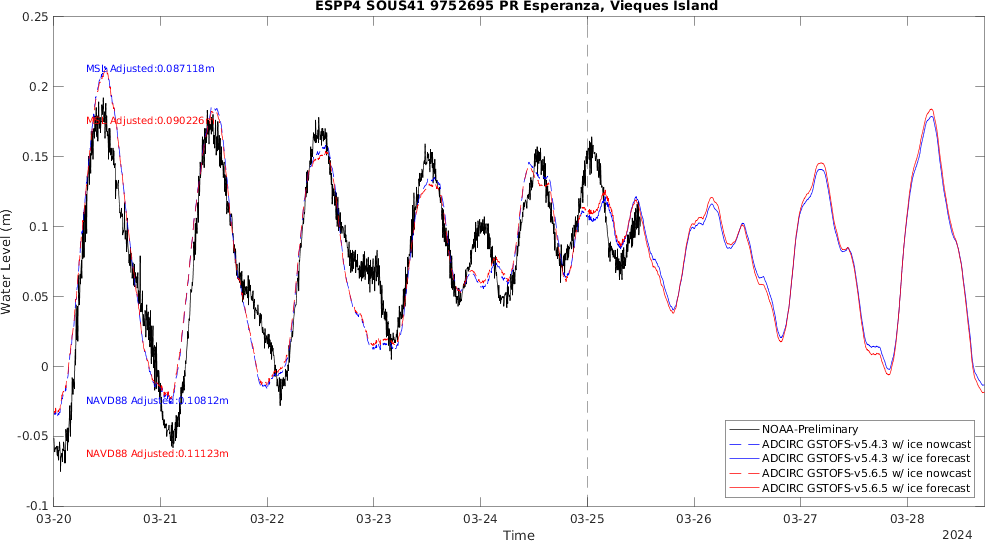 ESPP4 SOUS41 9752695 PR Esperanza, Vieques Island
0.25
0.2
0.15
0.1
0.05
0
-0.05
-0.1
Water Level (m)
MSL Adjusted:0.087118m
MSL Adjusted:0.090226m
NAVD88 Adjusted:0.10812m
NAVD88 Adjusted:0.11123m
NOAA-Preliminary
ADCIRC GSTOFS-v5.4.3 w/ ice nowcast
ADCIRC GSTOFS-v5.4.3 w/ ice forecast
ADCIRC GSTOFS-v5.6.5 w/ ice nowcast
ADCIRC GSTOFS-v5.6.5 w/ ice forecast
03-20 03-21 03-22 03-23 03-24 03-25 03-26 03-27 03-28
Time
2024